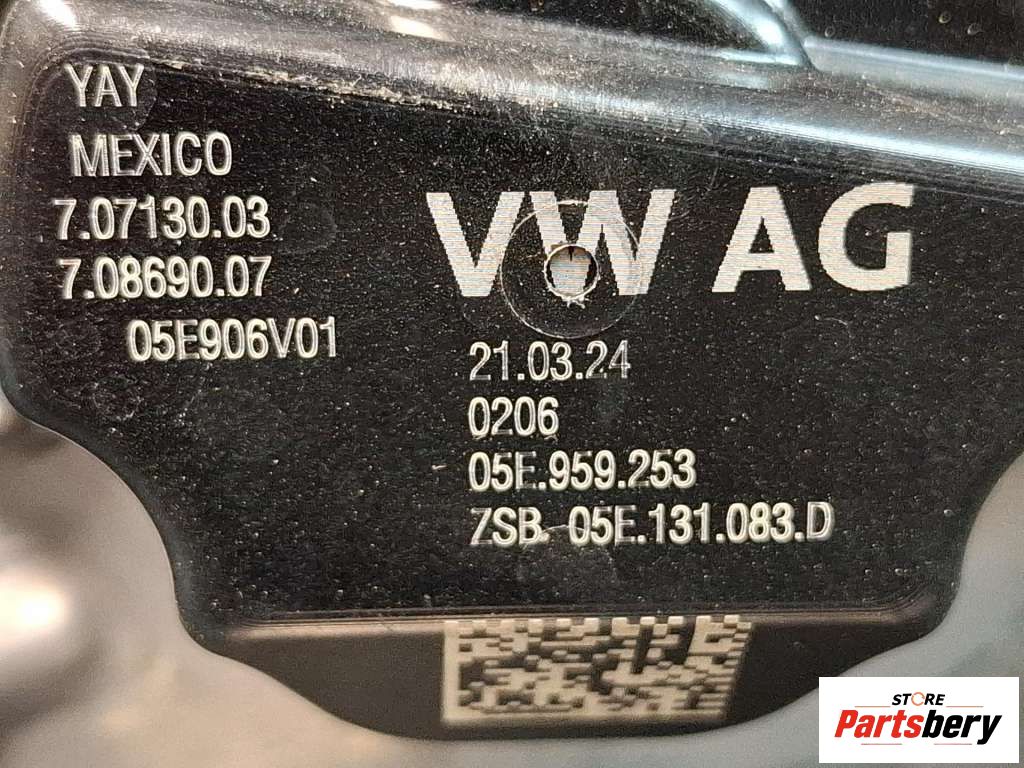 YAY
MEXICO
7.07130.03
7.08690.07
05E906V01
VW AG
21.03.24
0206
05E.959.253
ZSB. 05E.131.083.D
STORE
Partsbery